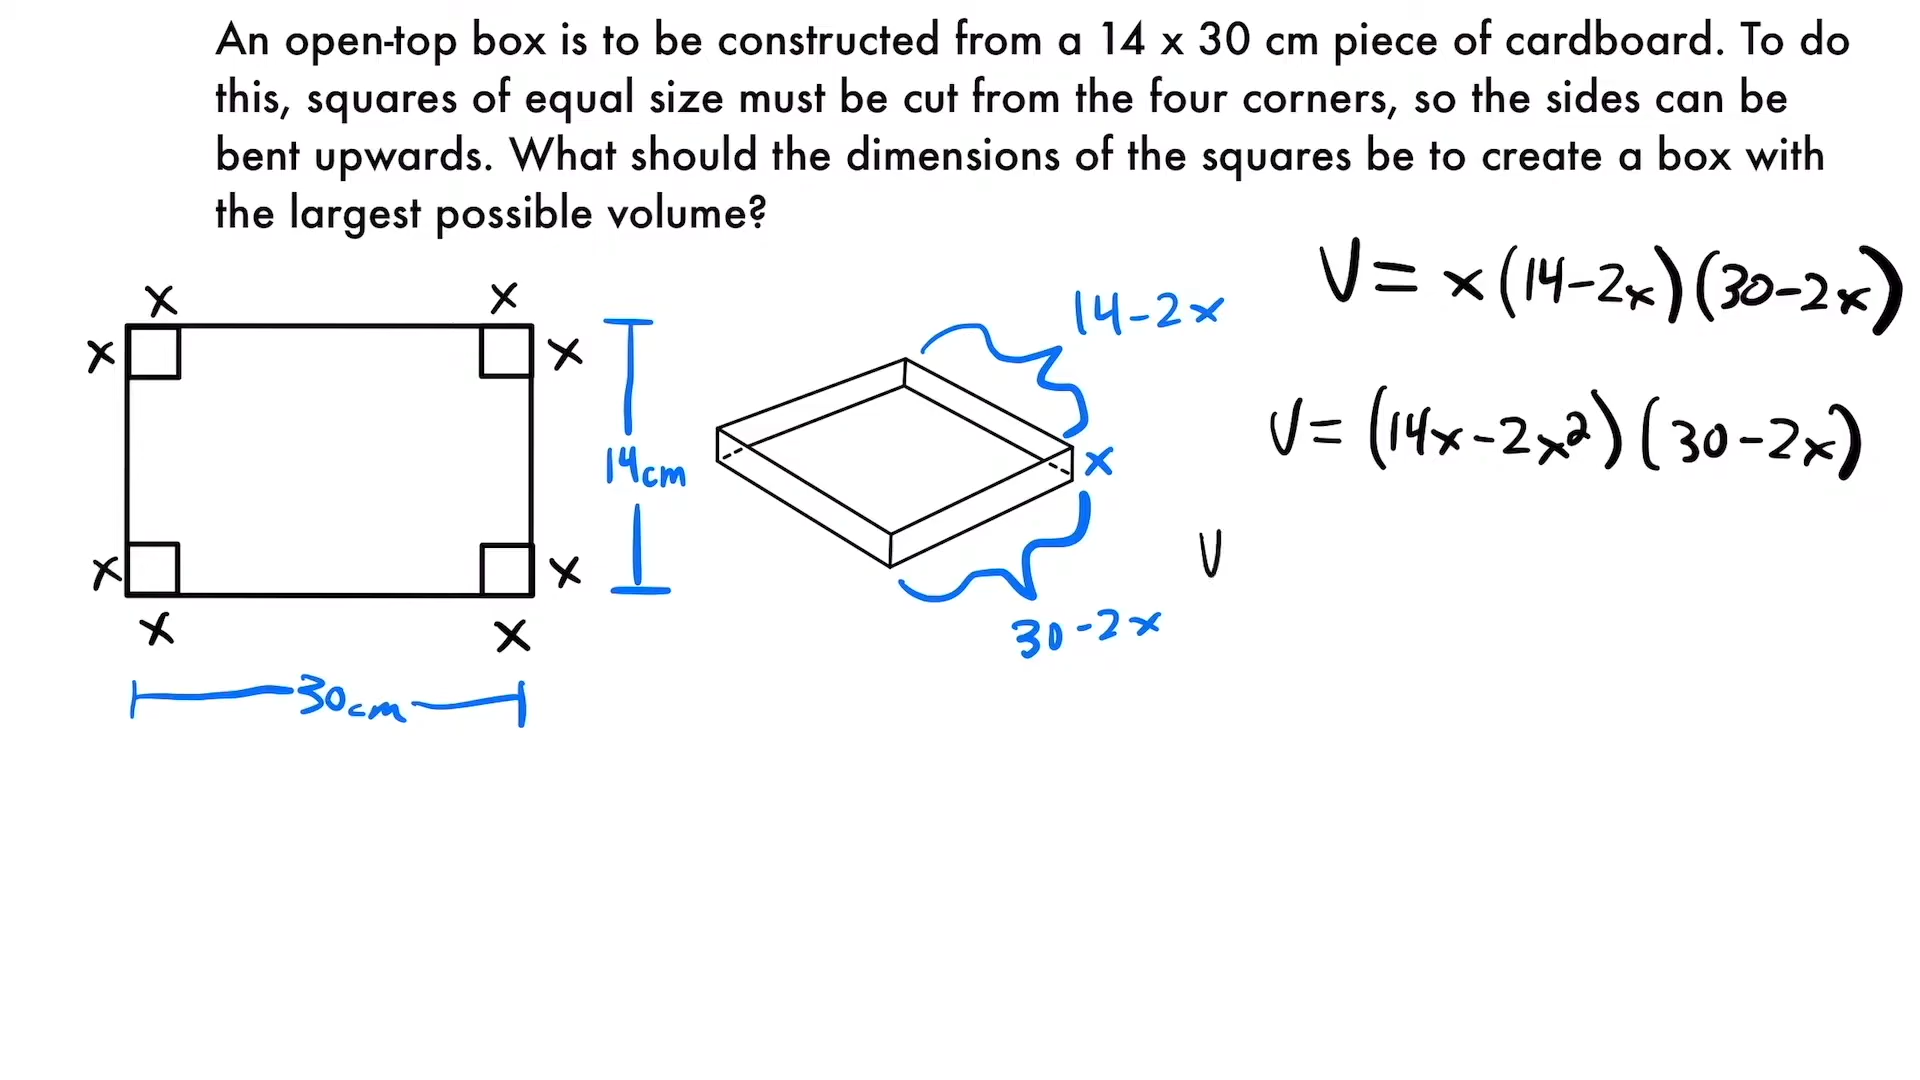 An open-top box is to be constructed from a 14 x 30 cm piece of cardboard. To do
this, squares of equal size must be cut from the four corners, so the sides can be
bent upwards. What should the dimensions of the squares be to create a box with
the largest possible volume?
V = x(14-2x)(30-2x)
x x
14-2x
x x
V = (14x-2x²)(30-2x)
14cm
x
V
x x
30-2x
x x
30cm